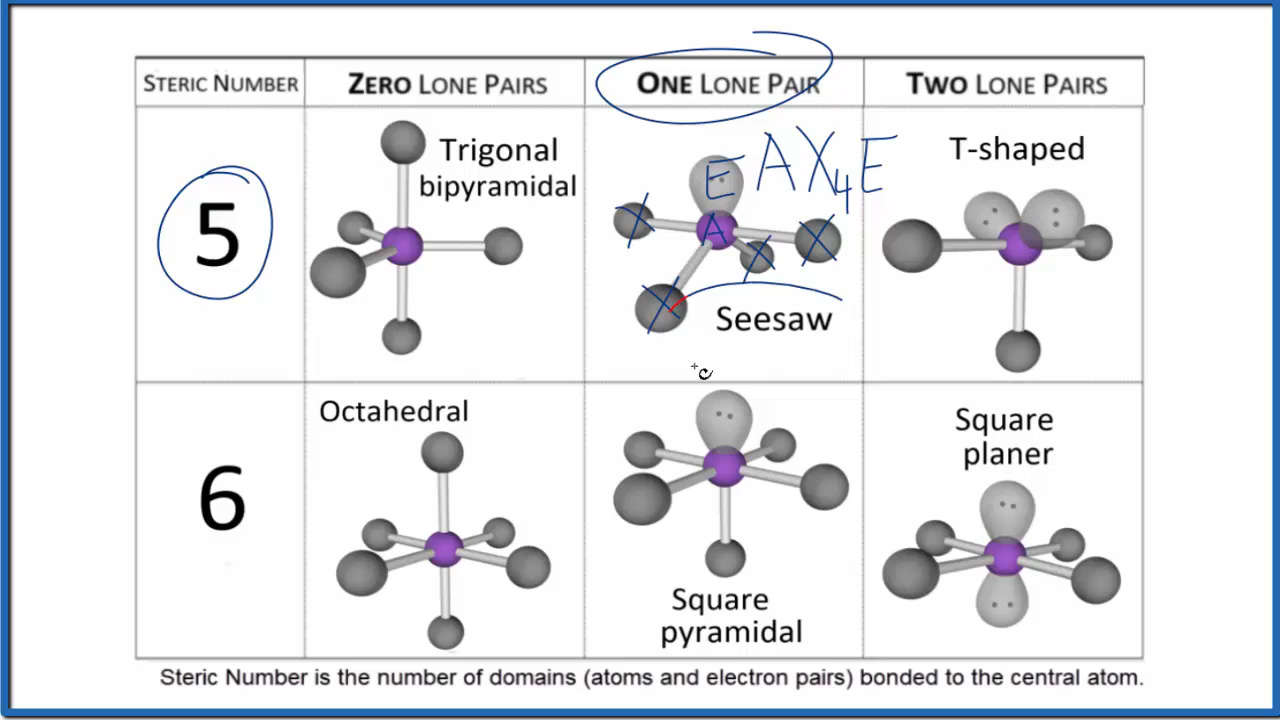 STERIC NUMBER ZERO LONE PAIRS ONE LONE PAIR TWO LONE PAIRS
5
Trigonal
bipyramidal
E AX4E
X A X X
X
Seesaw
T-shaped
6
Octahedral
Square
pyramidal
Square
planer
Steric Number is the number of domains (atoms and electron pairs) bonded to the central atom.